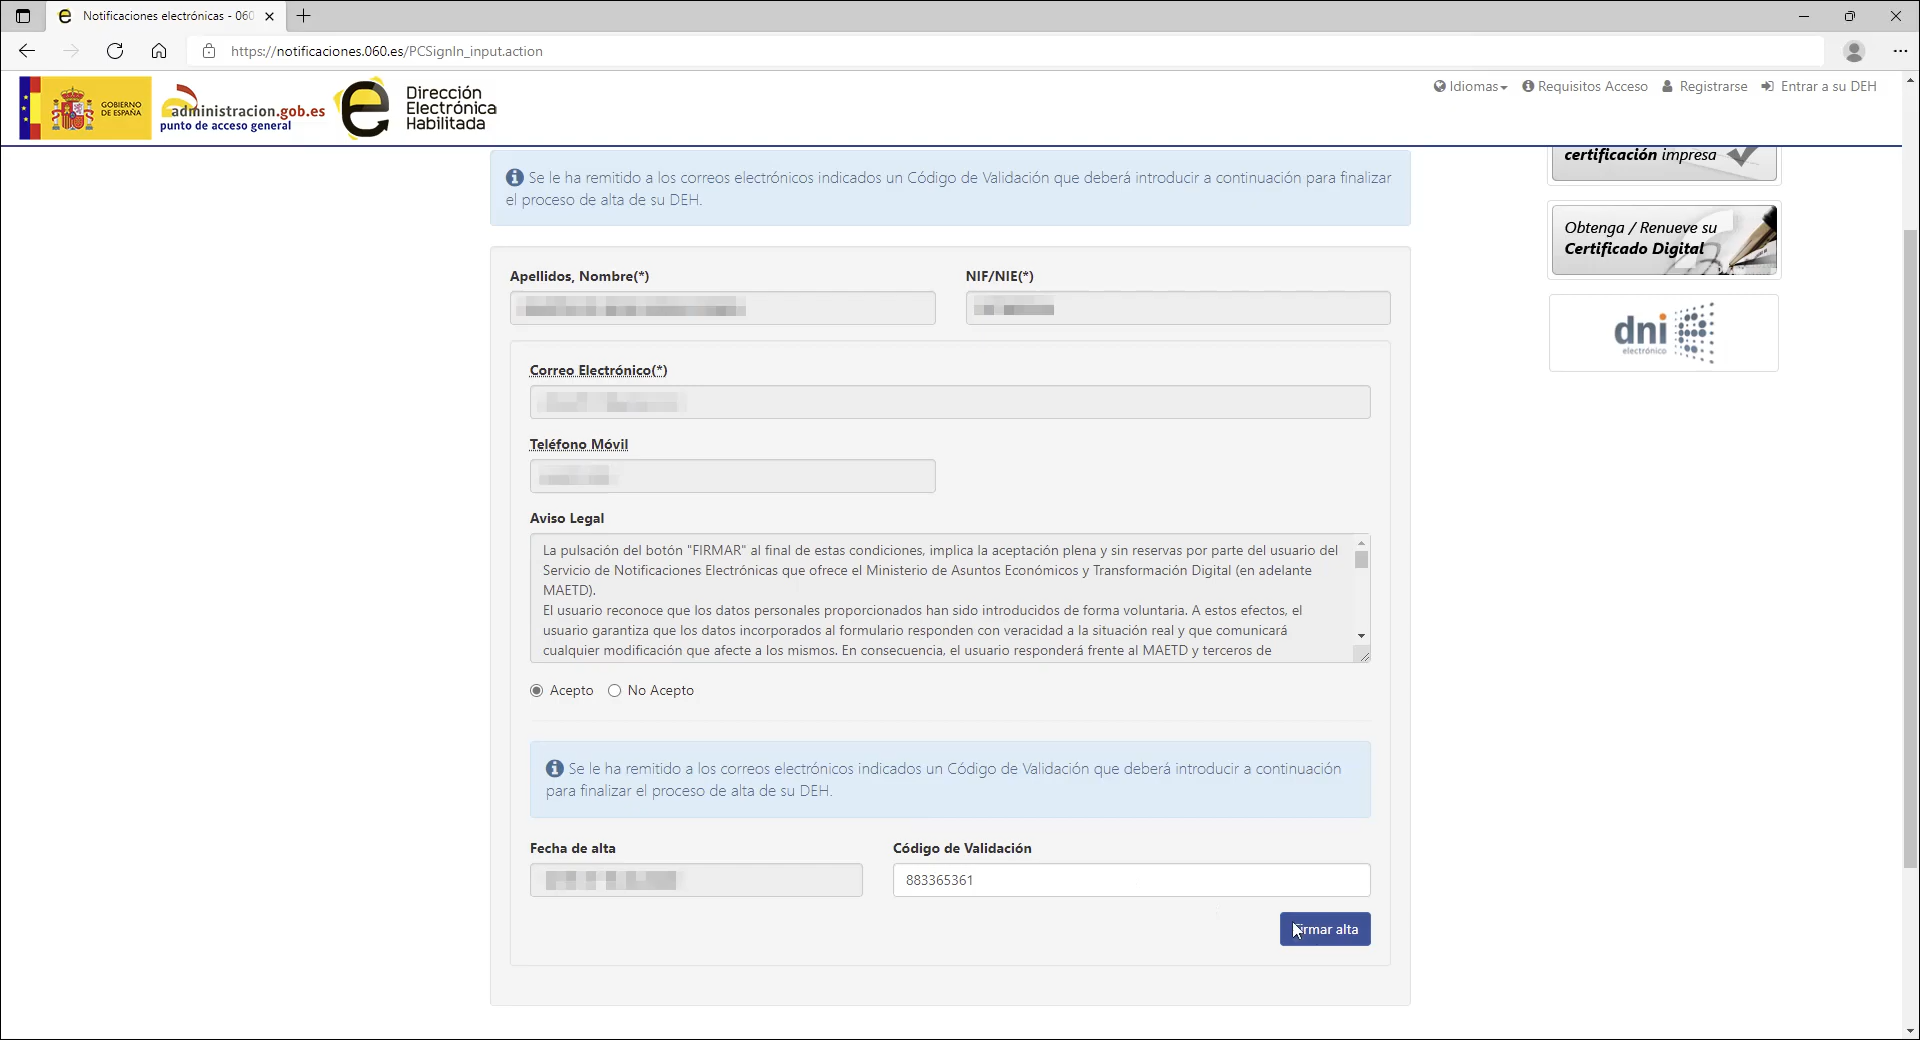 Notificaciones electrónicas - 060
https://notificaciones.060.es/PCSignIn_input.action
GOBIERNO
DE ESPAÑA
administracion.gob.es
punto de acceso general
e
Dirección
Electrónica
Habilitada
Idiomas
Requisitos Acceso
Registrarse
Entrar a su DEH
Se le ha remitido a los correos electrónicos indicados un Código de Validación que deberá introducir a continuación para finalizar
el proceso de alta de su DEH.
certificación impresa
Obtenga / Renueve su
Certificado Digital
dni
electrónico
Apellidos, Nombre(*)
NIF/NIE(*)
Correo Electrónico(*)
Teléfono Móvil
Aviso Legal
La pulsación del botón "FIRMAR" al final de estas condiciones, implica la aceptación plena y sin reservas por parte del usuario del
Servicio de Notificaciones Electrónicas que ofrece el Ministerio de Asuntos Económicos y Transformación Digital (en adelante
MAETD).
El usuario reconoce que los datos personales proporcionados han sido introducidos de forma voluntaria. A estos efectos, el
usuario garantiza que los datos incorporados al formulario responden con veracidad a la situación real y que comunicará
cualquier modificación que afecte a los mismos. En consecuencia, el usuario responderá frente al MAETD y terceros de
Acepto
No Acepto
Se le ha remitido a los correos electrónicos indicados un Código de Validación que deberá introducir a continuación
para finalizar el proceso de alta de su DEH.
Fecha de alta
Código de Validación
883365361
Firmar alta